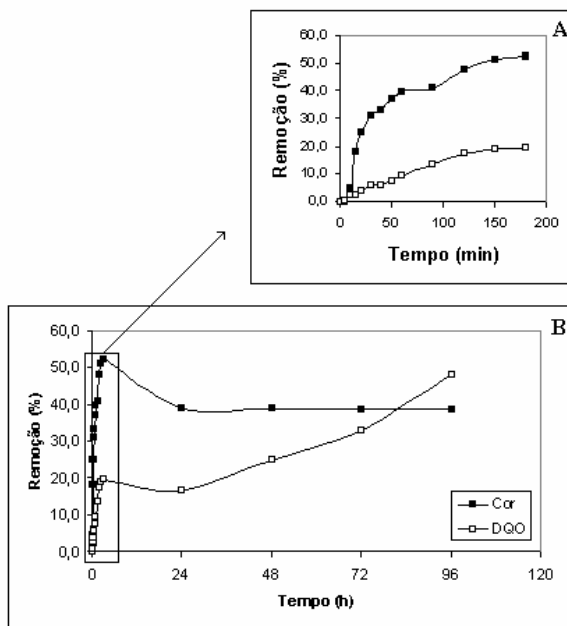 A
60,0
50,0
40,0
30,0
20,0
10,0
0,0
Remoção (%)
0 50 100 150 200
Tempo (min)
B
60,0
50,0
40,0
30,0
20,0
10,0
0,0
Remoção (%)
0 24 48 72 96 120
Tempo (h)
Cor
DQO